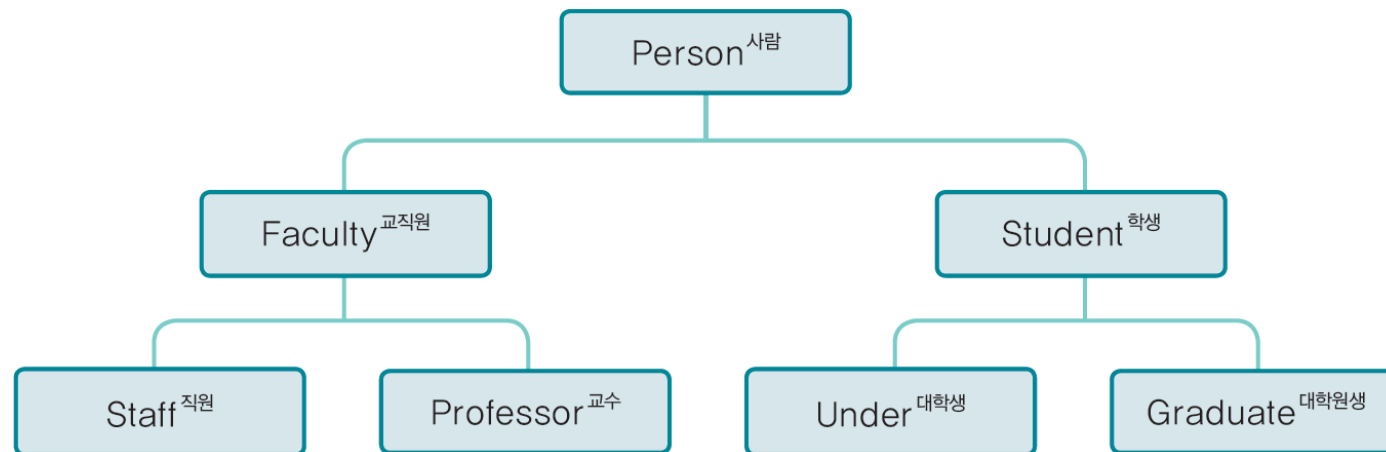 Person사람
Faculty교직원
Student학생
Staff직원
Professor교수
Under대학생
Graduate대학원생